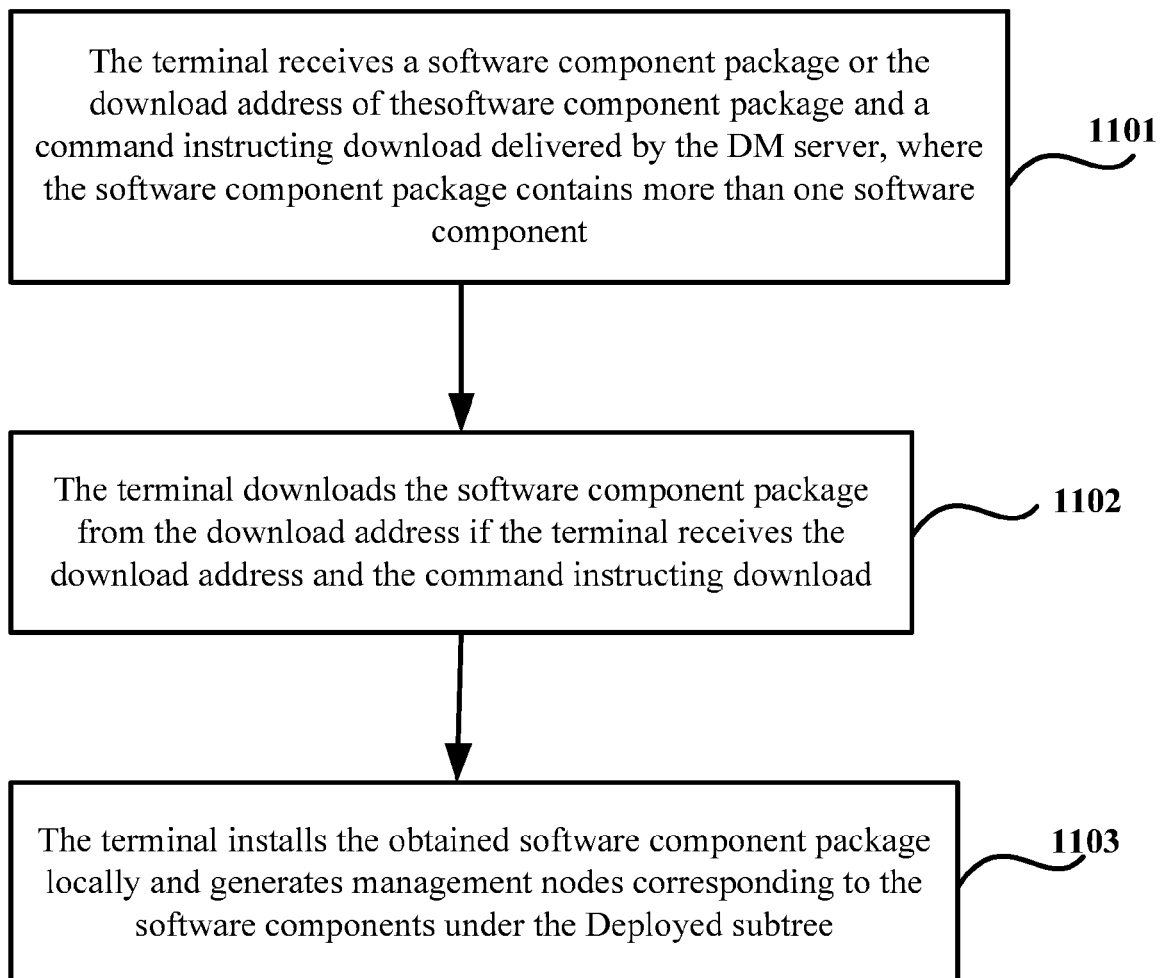 The terminal receives a software component package or the
download address of thesoftware component package and a
command instructing download delivered by the DM server, where
the software component package contains more than one software
component
1101
The terminal downloads the software component package
from the download address if the terminal receives the
download address and the command instructing download
1102
The terminal installs the obtained software component package
locally and generates management nodes corresponding to the
software components under the Deployed subtree
1103